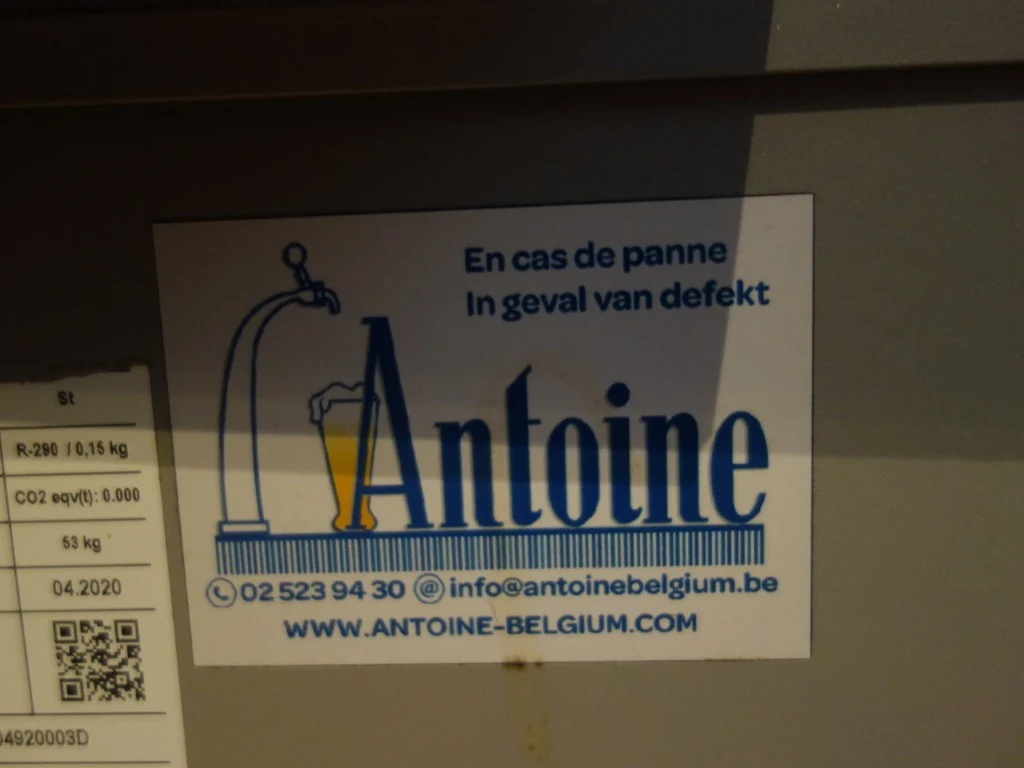 En cas de panne
In geval van defekt
Antoine
02 523 94 30 @ info@antoinebelgium.be
WWW.ANTOINE-BELGIUM.COM
St
R-290 / 0,15 kg
CO2 eqv(t): 0.000
53 kg
04.2020
04920003D